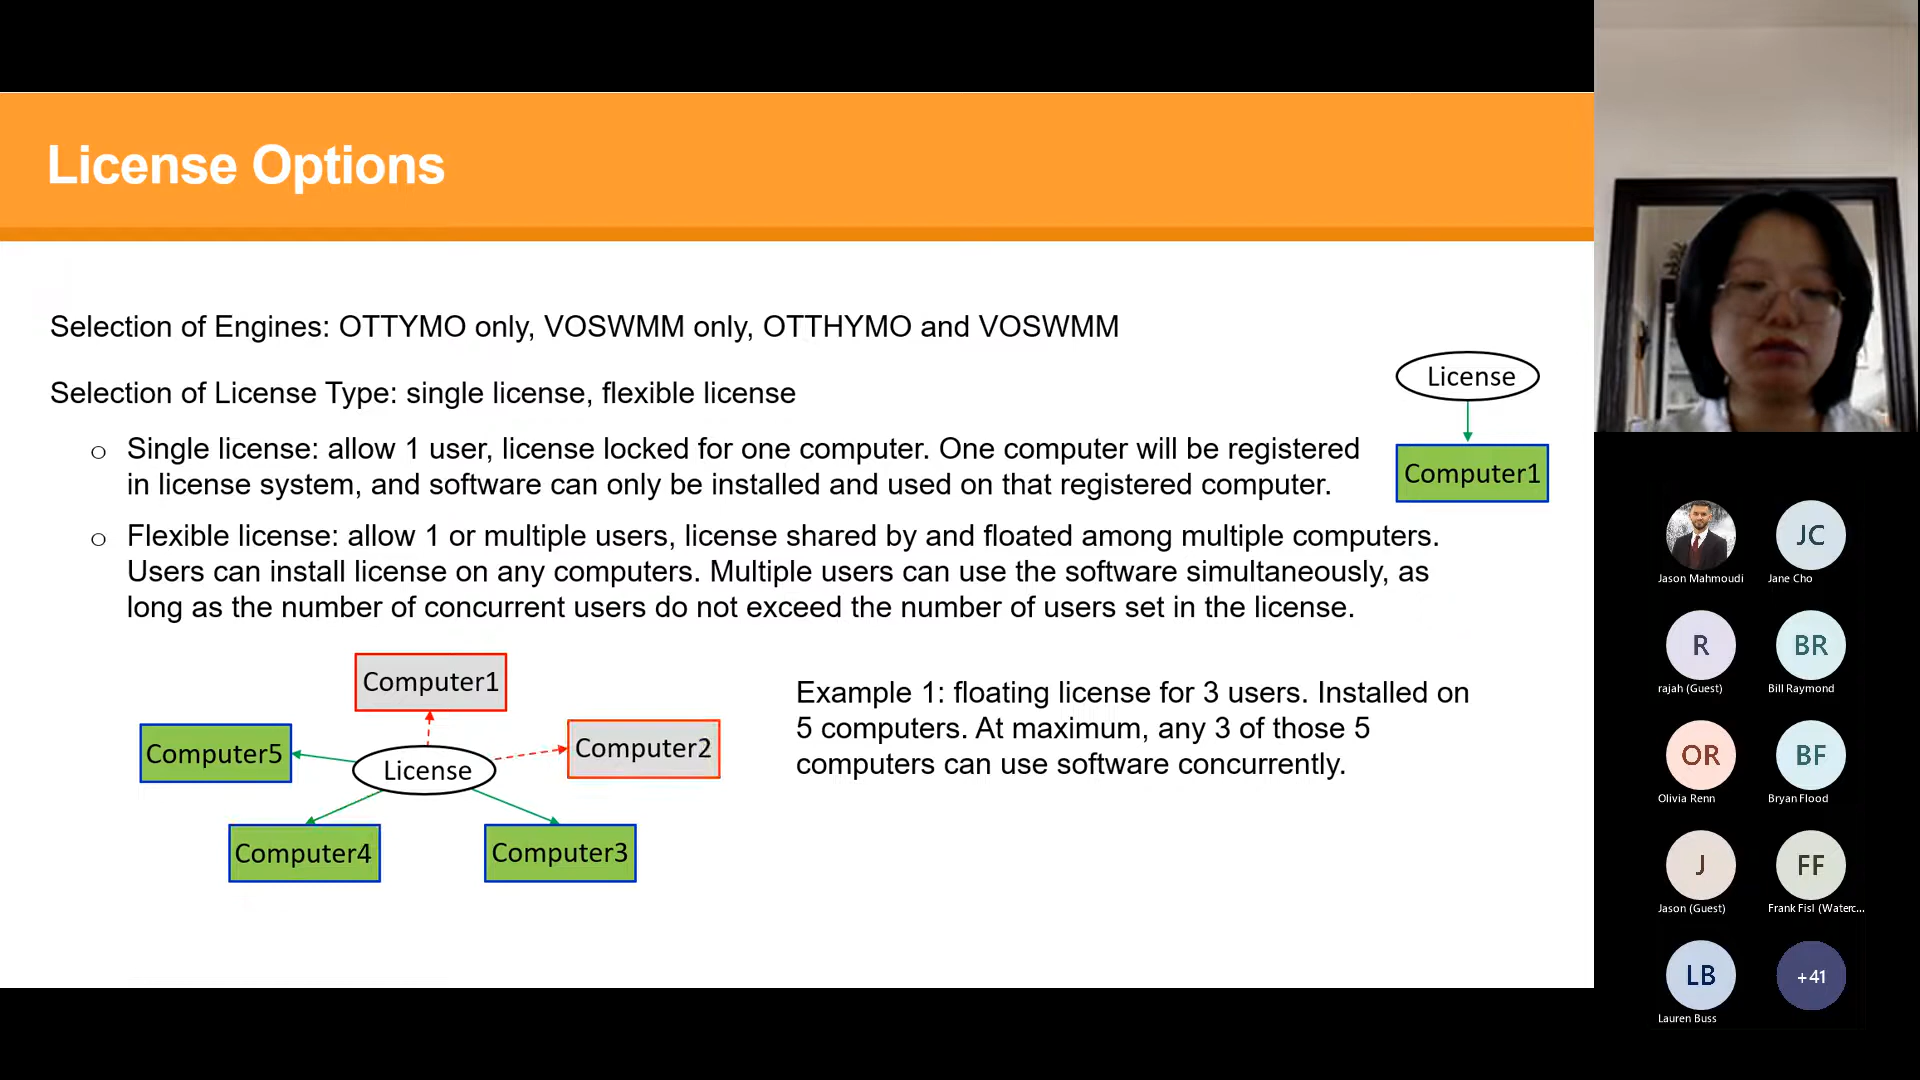 License Options
Selection of Engines: OTTYMO only, VOSWMM only, OTTHYMO and VOSWMM
Selection of License Type: single license, flexible license
Single license: allow 1 user, license locked for one computer. One computer will be registered
in license system, and software can only be installed and used on that registered computer.
License
Computer1
Flexible license: allow 1 or multiple users, license shared by and floated among multiple computers.
Users can install license on any computers. Multiple users can use the software simultaneously, as
long as the number of concurrent users do not exceed the number of users set in the license.
Computer1
Computer5
Computer2
License
Computer4
Computer3
Example 1: floating license for 3 users. Installed on
5 computers. At maximum, any 3 of those 5
computers can use software concurrently.
JC
Jason Mahmoudi
Jane Cho
R
BR
rajah (Guest)
Bill Raymond
OR
BF
Olivia Renn
Bryan Flood
J
FF
Jason (Guest)
Frank Fisl (Waterc...
LB
+41
Lauren Buss